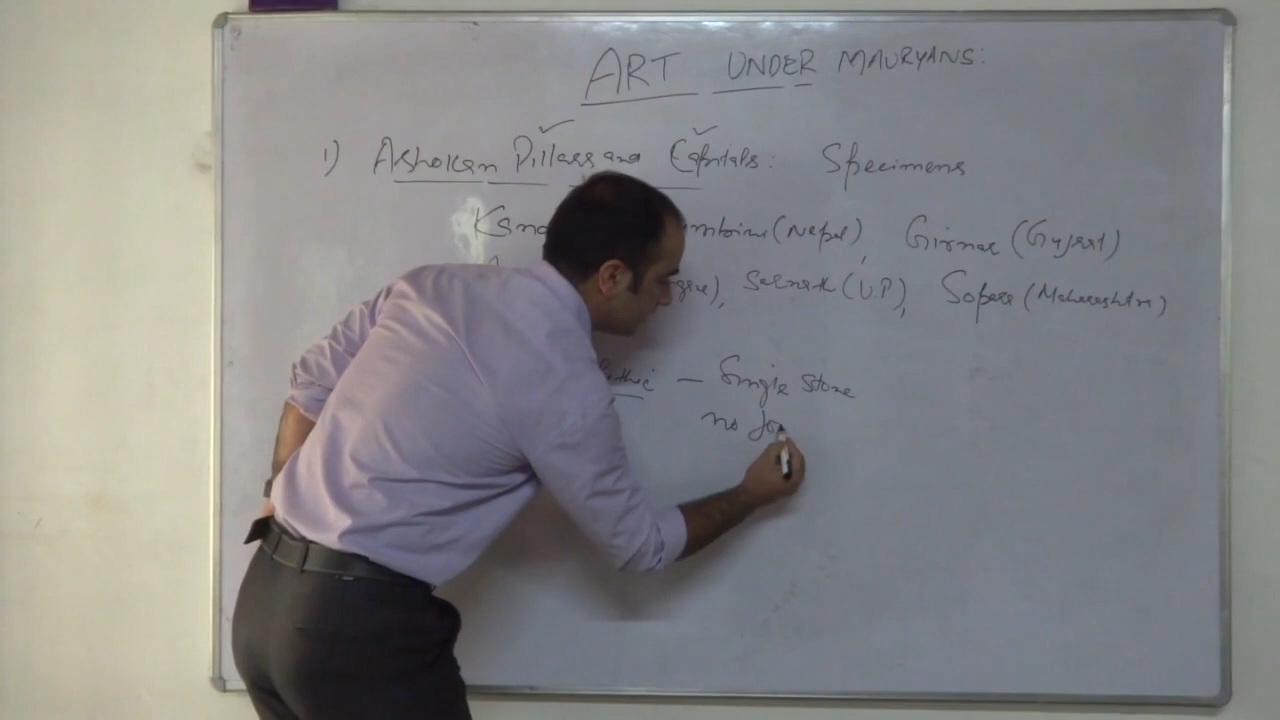 ART UNDER MAURYANS:
1) Ashokan Pillars and Capitals: Specimens
(Nepal), Girnar (Gujarat)
Sarnath (U.P), Sopara (Maharashtra)
— Single stone
no